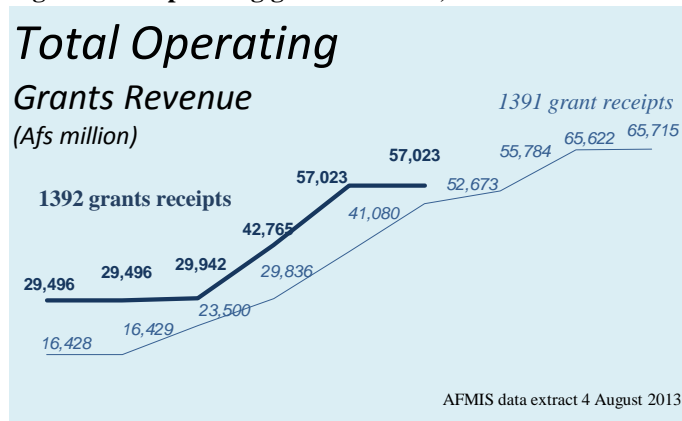 Total Operating
Grants Revenue
(Afs million)
1391 grant receipts
65,622 65,715
55,784
57,023
57,023
52,673
1392 grants receipts
41,080
42,765
29,942
29,836
29,496
29,496
23,500
16,429
16,428
AFMIS data extract 4 August 2013